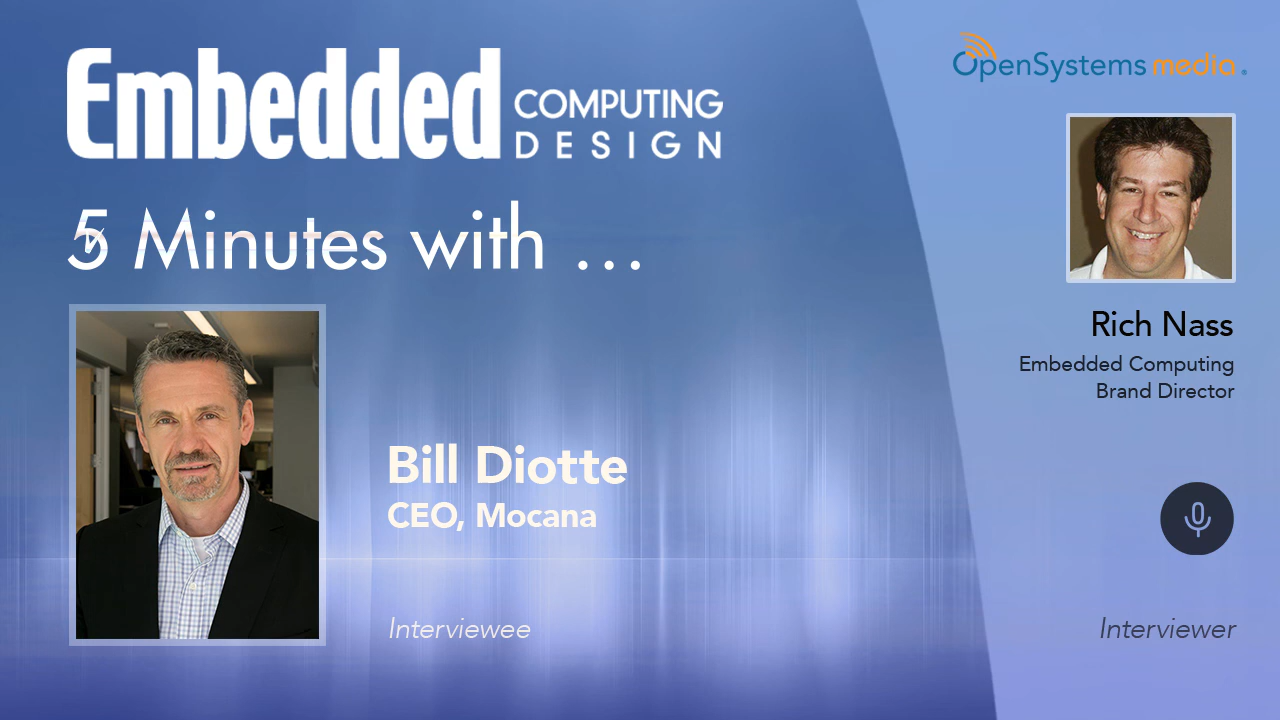 Embedded COMPUTING DESIGN
5 Minutes with ...
Bill Diotte
CEO, Mocana
Interviewee
OpenSystems media.
Rich Nass
Embedded Computing
Brand Director
Interviewer